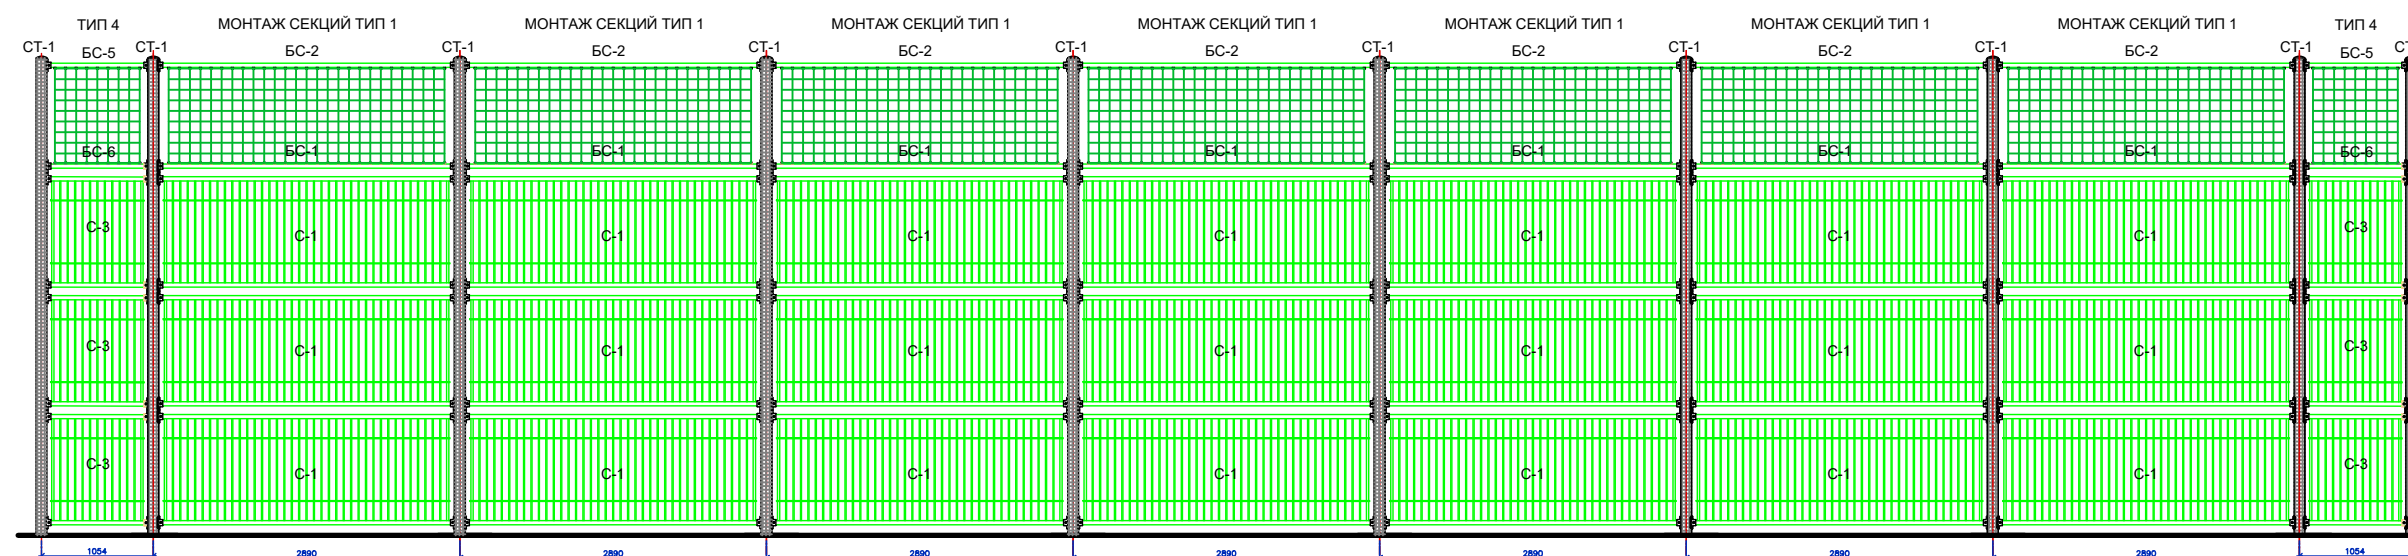 ТИП 4 МОНТАЖ СЕКЦИЙ ТИП 1 МОНТАЖ СЕКЦИЙ ТИП 1 МОНТАЖ СЕКЦИЙ ТИП 1 МОНТАЖ СЕКЦИЙ ТИП 1 МОНТАЖ СЕКЦИЙ ТИП 1 МОНТАЖ СЕКЦИЙ ТИП 1 МОНТАЖ СЕКЦИЙ ТИП 1 ТИП 4
СТ-1 БС-5 СТ-1 БС-2 СТ-1 БС-2 СТ-1 БС-2 СТ-1 БС-2 СТ-1 БС-2 СТ-1 БС-2 СТ-1 БС-2 СТ-1 БС-5
БС-6 БС-1 БС-1 БС-1 БС-1 БС-1 БС-1 БС-1 БС-6
С-3 С-1 С-1 С-1 С-1 С-1 С-1 С-1 С-3
С-3 С-1 С-1 С-1 С-1 С-1 С-1 С-1 С-3
С-3 С-1 С-1 С-1 С-1 С-1 С-1 С-1 С-3
1054 2890 2890 2890 2890 2890 2890 2890 1054